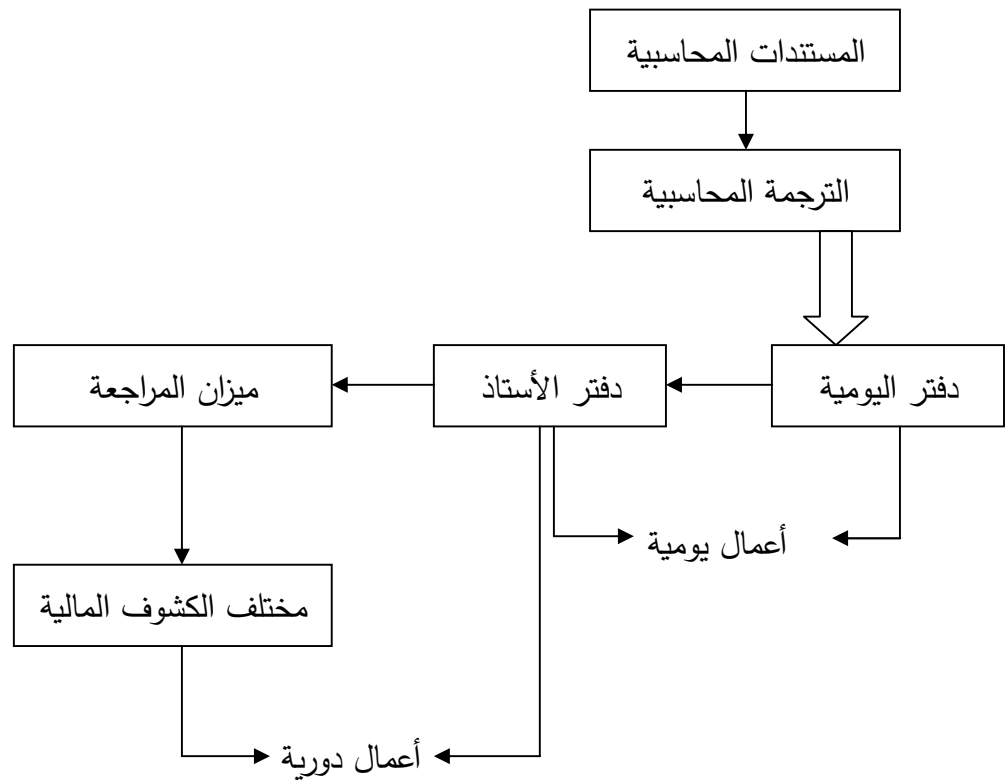 المستندات المحاسبية
الترجمة المحاسبية
دفتر اليومية
دفتر الأستاذ
ميزان المراجعة
أعمال يومية
مختلف الكشوف المالية
أعمال دورية